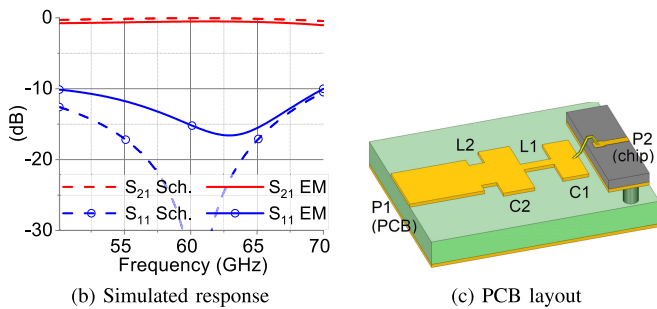 0
-10
-20
-30
(dB)
S21 Sch.
S21 EM
S11 Sch.
S11 EM
55
60
65
70
Frequency (GHz)
(b) Simulated response
L2
L1
P2
(chip)
P1
(PCB)
C2
C1
(c) PCB layout